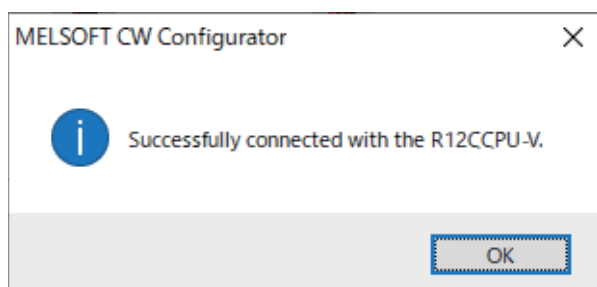 MELSOFT CW Configurator
Successfully connected with the R12CCPU-V.
OK